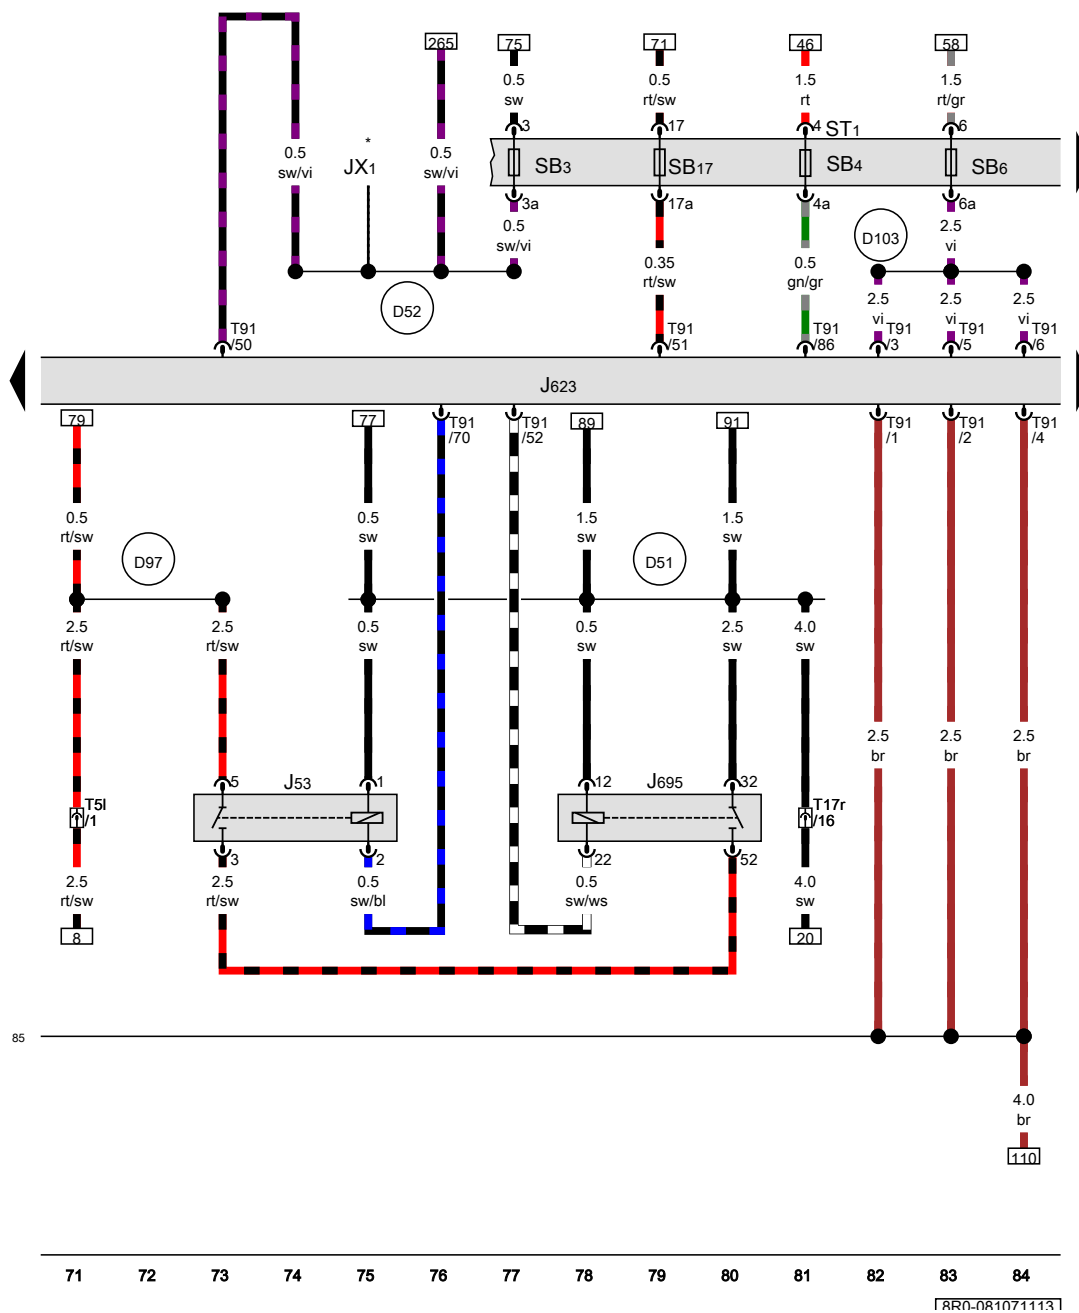 265
75
71
46
58
0.5
sw
0.5
rt/sw
1.5
rt
1.5
rt/gr
3
17
4
ST1
6
*
JX1
0.5
sw/vi
0.5
sw/vi
SB3
SB17
SB4
SB6
3a
17a
4a
6a
0.5
sw/vi
D103
2.5
vi
0.35
rt/sw
0.5
gn/gr
D52
2.5
vi
2.5
vi
2.5
vi
T91
/50
T91
/51
T91
/86
T91
/3
T91
/5
T91
/6
J623
79
77
T91
/70
T91
/52
89
91
T91
/1
T91
/2
T91
/4
0.5
rt/sw
0.5
sw
1.5
sw
1.5
sw
D97
D51
2.5
rt/sw
2.5
rt/sw
0.5
sw
0.5
sw
2.5
sw
4.0
sw
2.5
br
2.5
br
2.5
br
5
J53
1
12
J695
32
T5l
/1
T17r
/16
3
2
22
52
2.5
rt/sw
2.5
rt/sw
0.5
sw/bl
0.5
sw/ws
4.0
sw
8
20
85
4.0
br
110
71 72 73 74 75 76 77 78 79 80 81 82 83 84
8R0-081071113